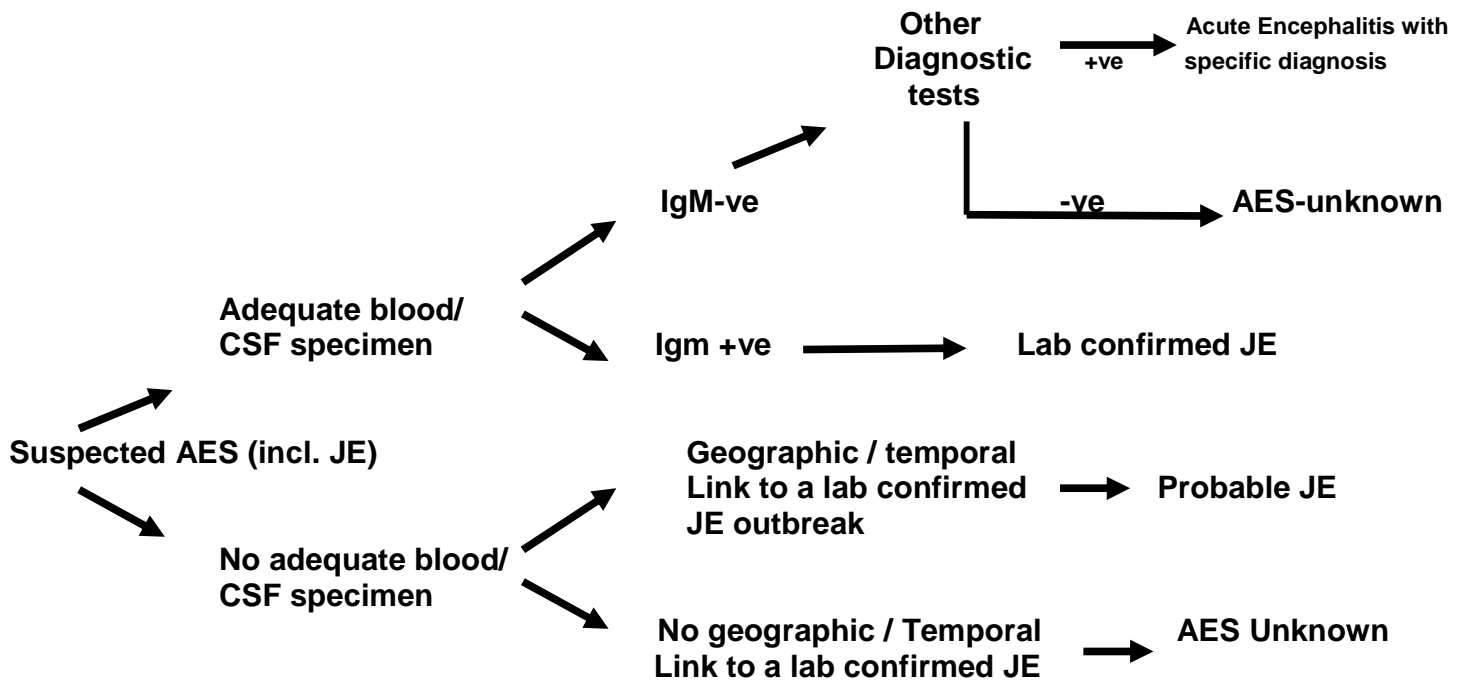 Other
Diagnostic
tests
+ve
Acute Encephalitis with
specific diagnosis
IgM-ve
-ve
AES-unknown
Adequate blood/
CSF specimen
Igm +ve
Lab confirmed JE
Suspected AES (incl. JE)
Geographic / temporal
Link to a lab confirmed
JE outbreak
Probable JE
No adequate blood/
CSF specimen
No geographic / Temporal
Link to a lab confirmed JE
AES Unknown